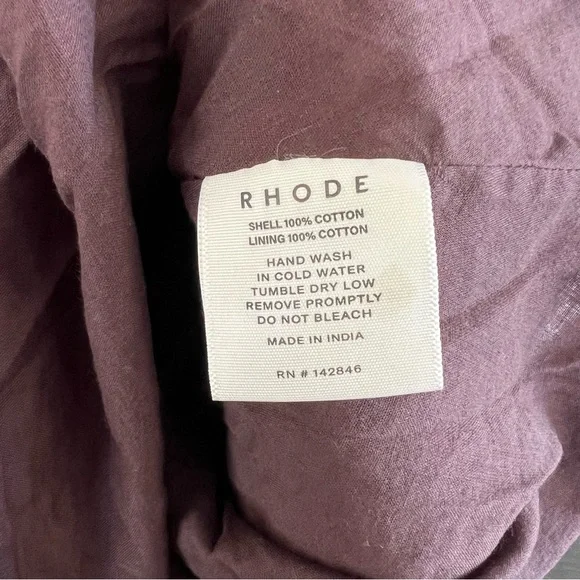 RHODE
SHELL 100% COTTON
LINING 100% COTTON
HAND WASH
IN COLD WATER
TUMBLE DRY LOW
REMOVE PROMPTLY
DO NOT BLEACH
MADE IN INDIA
RN # 142846